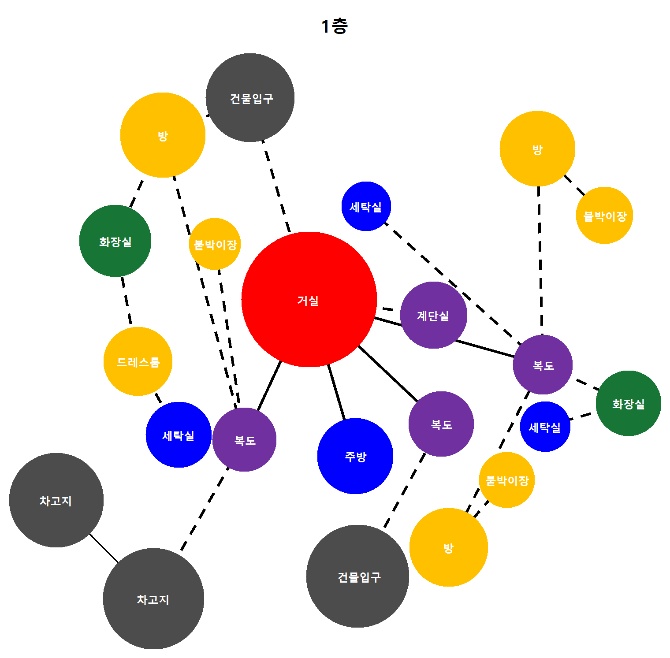 1층
건물입구
방
방
세탁실
붙박이장
화장실
붙박이장
거실
계단실
드레스룸
복도
화장실
복도
세탁실
세탁실
복도
주방
붙박이장
차고지
방
건물입구
차고지